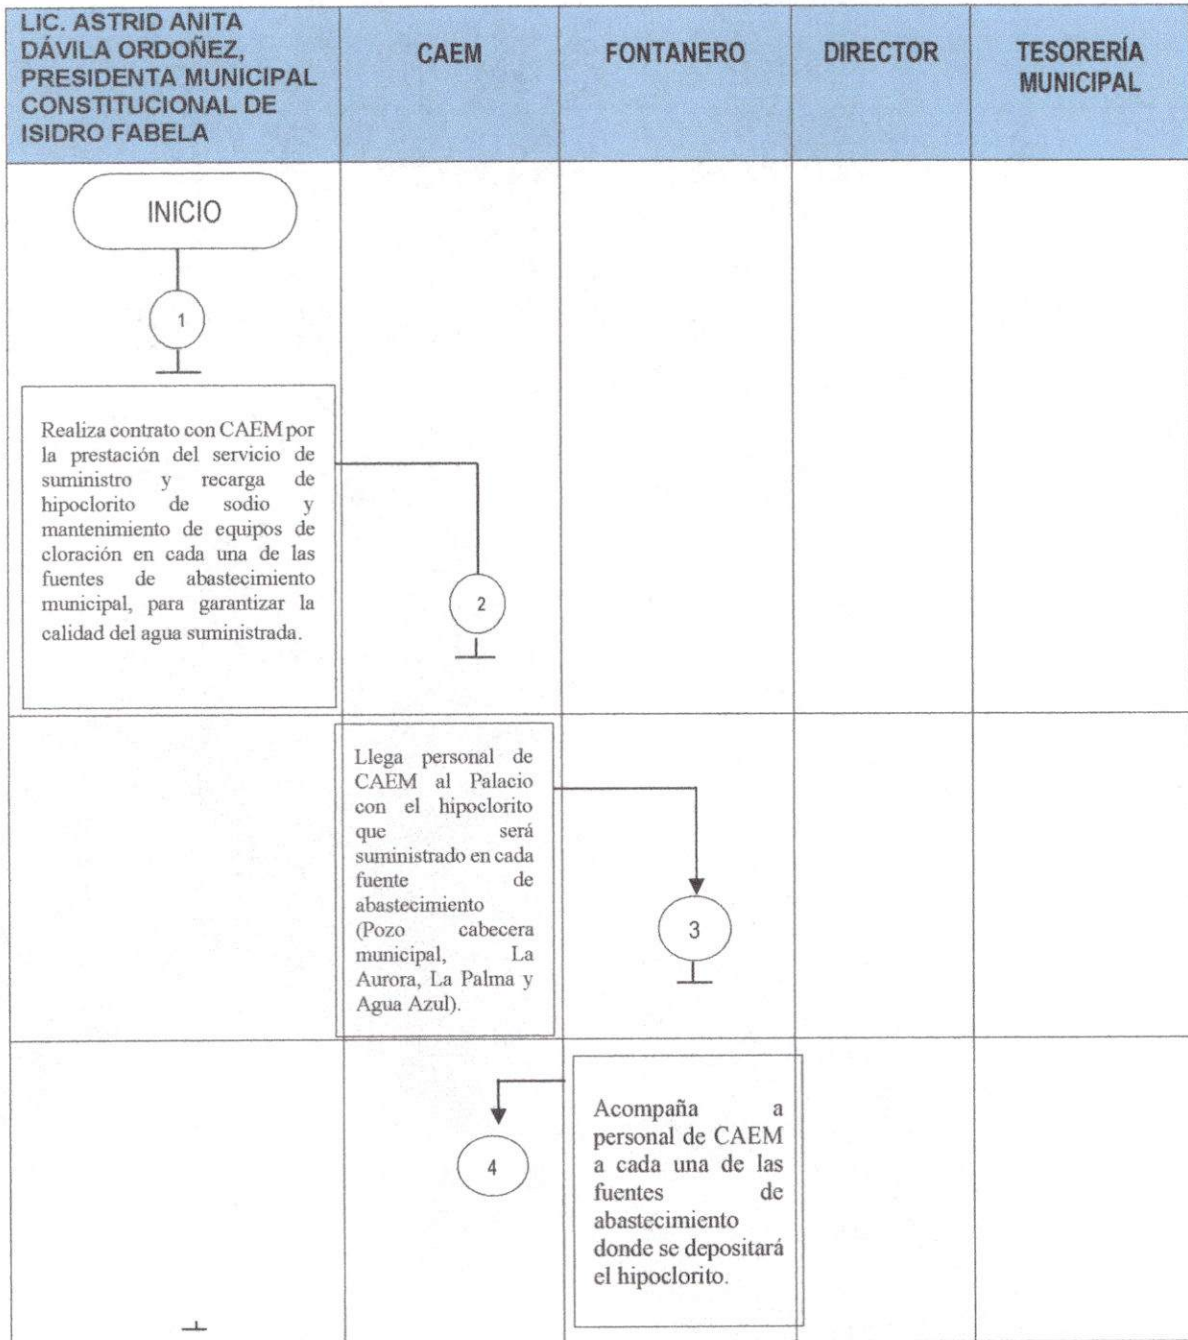 LIC. ASTRID ANITA
DÁVILA ORDOÑEZ,
PRESIDENTA MUNICIPAL
CONSTITUCIONAL DE
ISIDRO FABELA
CAEM
FONTANERO
DIRECTOR
TESORERÍA
MUNICIPAL
INICIO
1
Realiza contrato con CAEM por
la prestación del servicio de
suministro y recarga de
hipoclorito de sodio y
mantenimiento de equipos de
cloración en cada una de las
fuentes de abastecimiento
municipal, para garantizar la
calidad del agua suministrada.
2
Llega personal de
CAEM al Palacio
con el hipoclorito
que será
suministrado en cada
fuente de
abastecimiento
(Pozo cabecera
municipal, La
Aurora, La Palma y
Agua Azul).
3
4
Acompaña a
personal de CAEM
a cada una de las
fuentes de
abastecimiento
donde se depositará
el hipoclorito.